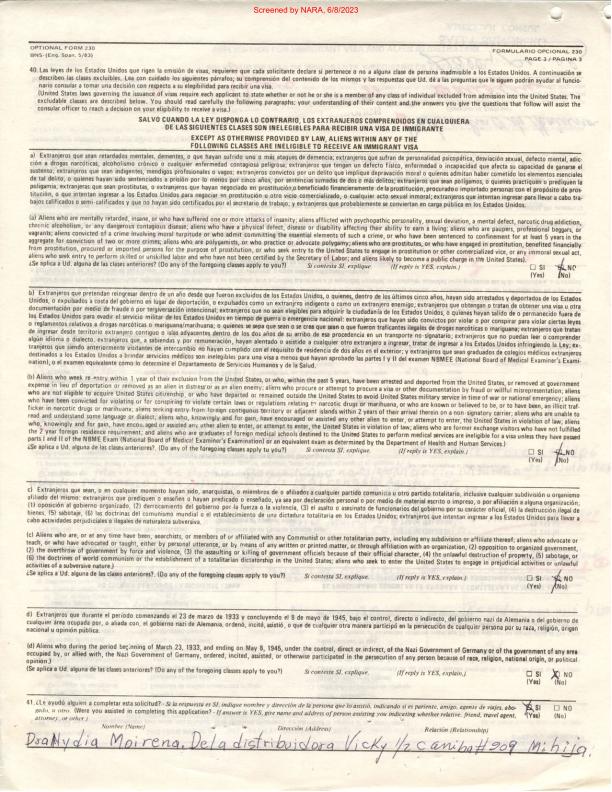 Screened by NARA, 6/8/2023
OPTIONAL FORM 230
BNS- (Eng. Span. 5/83)
FORMULARIO OPCIONAL 230
PAGE 3 / PAGINA 3
40. Las leyes de los Estados Unidos que rigen la emisión de visas, requieren que cada solicitante declare si pertenece o no a alguna clase de persona inadmisible a los Estados Unidos. A continuación se
describen las clases excluibles. Lea con cuidado los siguientes párrafos; su comprensión del contenido de los mismos y las respuestas que Ud. dé a las preguntas que le siguen podrán ayudar al funcio-
nario consular a tomar una decisión con respecto a su elegibilidad para recibir una visa.
(United States laws governing the issuance of visas require each applicant to state whether or not he or she is a member of any class of individual excluded from admission into the United States. The
excludable classes are described below. You should read carefully the following paragraphs; your understanding of their content and the answers you give the questions that follow will assist the
consular officer to reach a decision on your eligibility to receive a visa.)
SALVO CUANDO LA LEY DISPONGA LO CONTRARIO, LOS EXTRANJEROS COMPRENDIDOS EN CUALQUIERA
DE LAS SIGUIENTES CLASES SON INELEGIBLES PARA RECIBIR UNA VISA DE INMIGRANTE
EXCEPT AS OTHERWISE PROVIDED BY LAW, ALIENS WITHIN ANY OF THE
FOLLOWING CLASSES ARE INELIGIBLE TO RECEIVE AN IMMIGRANT VISA
a) Extranjeros que sean retardados mentales, dementes, o que hayan sufrido uno o más ataques de demencia; extranjeros que sufran de personalidad psicopática, desviación sexual, defecto mental, adic-
ción a drogas narcóticas, alcoholismo crónico o cualquier enfermedad contagiosa peligrosa; extranjeros que tengan un defecto físico, enfermedad o incapacidad que afecte su capacidad de ganarse el
sustento; extranjeros que sean indigentes, mendigos profesionales o vagos; extranjeros convictos por un delito que implique depravación moral o quienes admitan haber cometido los elementos esenciales
de tal delito, o quienes hayan sido sentenciados a prisión por lo menos por cinco años, por sentencias sumadas de dos o más delitos; extranjeros que sean polígamos, o quienes practiquen o prediquen la
poligamia; extranjeros que sean prostitutos, o extranjeros que hayan negociado en prostitución o beneficiado financieramente de la prostitución, procurado o importado personas con el propósito de pros-
titución, o que intenten ingresar a los Estados Unidos para negociar en prostitución u otro vicio comercializado, o cualquier acto sexual inmoral; extranjeros que intentan ingresar para llevar a cabo tra-
bajos calificados o semi-calificados y que no hayan sido certificados por el secretario de trabajo, y extranjeros que probablemente se conviertan en cargo público en los Estados Unidos.
(a) Aliens who are mentally retarded, insane, or who have suffered one or more attacks of insanity; aliens afflicted with psychopathic personality, sexual deviation, a mental defect, narcotic drug addiction,
chronic alcoholism, or any dangerous contagious disease; aliens who have a physical defect, disease or disability affecting their ability to earn a living; aliens who are paupers, professional beggars, or
vagrants; aliens convicted of a crime involving moral turpitude or who admit committing the essential elements of such a crime, or who have been sentenced to confinement for at least 5 years in the
aggregate for conviction of two or more crimes; aliens who are polygamists, or who practice or advocate polygamy; aliens who are prostitutes, or who have engaged in prostitution, benefited financially
from prostitution, procured or imported persons for the purpose of prostitution, or who seek entry to the United States to engage in prostitution or other commercialized vice, or any immoral sexual act,
aliens who seek entry to perform skilled or unskilled labor and who have not been certified by the Secretary of Labor; and aliens likely to become a public charge in the United States).
¿Se aplica a Ud. alguna de las clases anteriores? (Do any of the foregoing classes apply to you?) Si contesta SI, explique. (If reply is YES, explain.) SI (Yes) NO (No)
b) Extranjeros que pretendan reingresar dentro de un año desde que fueron excluidos de los Estados Unidos, o quienes, dentro de los últimos cinco años, hayan sido arrestados y deportados de los Estados
Unidos, o expulsados a costa del gobierno en lugar de deportación, o expulsados como un extranjero indigente o como un extranjero enemigo; extranjeros que obtengan o tratan de obtener una visa u otra
documentación por medio de fraude o por tergiversación intencional; extranjeros que no sean elegibles para adquirir la ciudadanía de los Estados Unidos, o quienes hayan salido o permanecido fuera de
los Estados Unidos para evadir el servicio militar de los Estados Unidos en tiempo de guerra o emergencia nacional; extranjeros que hayan sido convictos por violar o por conspirar para violar ciertas leyes
o reglamentos relativos a drogas narcóticas o marijuana/marihuana; o quienes se sepa que sean o se crea que sean o que fueron traficantes ilegales de drogas narcóticas o marijuana; extranjeros que tratan
de ingresar desde territorio extranjero contiguo o islas adyacentes dentro de los dos años de su arribo de esa procedencia en un transporte no-signatario; extranjeros que no puedan leer o comprender
algún idioma o dialecto; extranjeros que, a sabiendas y por remuneración, hayan alentado o asistido a cualquier otro extranjero a ingresar, tratar de ingresar a los Estados Unidos infringiendo la Ley; ex-
tranjeros que siendo anteriormente visitantes de intercambio no hayan cumplido con el requisito de residencia de dos años en el exterior; y extranjeros que sean graduados de colegios médicos extranjeros
destinados a los Estados Unidos a brindar servicios médicos son inelegibles para una visa a menos que hayan aprobado las partes I y II del examen NBMEE (National Board of Medical Examiner's Exami-
nation), o el examen equivalente como lo determine el Departamento de Servicios Humanos y de la Salud.
(b) Aliens who week re-entry within 1 year of their exclusion from the United States, or who, within the past 5 years, have been arrested and deported from the United States, or removed at government
expense in lieu of deportation or removed as an alien in distress or as an alien enemy; aliens who procure or attempt to procure a visa or other documentation by fraud or willful misrepresentation; aliens
who are not eligible to acquire United States citizenship, or who have departed or remained outside the United States to avoid United States military service in time of war or national emergency; aliens
who have been convicted for violating or for conspiring to violate certain laws or regulations relating to narcotic drugs or marihuana, or who are known or believed to be, or to have been, an illicit traf-
ficker in narcotic drugs or marihuana; aliens seeking entry from foreign contiguous territory or adjacent islands within 2 years of their arrival therein on a non-signatory carrier; aliens who are unable to
read and understand some language or dialect; aliens who, knowingly and for gain, have encouraged or assisted any other alien to enter, or attempt to enter, the United States in violation of law; aliens
who, knowingly and for gain, have encouraged or assisted any other alien to enter, or attempt to enter, the United States in violation of law; aliens who are former exchange visitors who have not fulfilled
the 2 year foreign residence requirement; and aliens who are graduates of foreign medical schools destined to the United States to perform medical services are ineligible for a visa unless they have passed
parts I and II of the NBMEE Exam (National Board of Medical Examiner's Examination) or an equivalent exam as determined by the Department of Health and Human Services.)
¿Se aplica a Ud. alguna de las clases anteriores?. (Do any of the foregoing classes apply to you?) Si contesta SI, explique. (If reply is YES, explain.) SI (Yes) NO (No)
c) Extranjeros que sean, o en cualquier momento hayan sido, anarquistas, o miembros de o afiliados a cualquier partido comunista u otro partido totalitario, inclusive cualquier subdivisión u organismo
afiliado del mismo; extranjeros que prediquen o enseñen o hayan predicado o enseñado, ya sea por declaración personal o por medio de material escrito o impreso, o por afiliación a alguna organización:
(1) oposición al gobierno organizado, (2) derrocamiento del gobierno por la fuerza o la violencia, (3) el asalto o asesinato de funcionarios del gobierno por su carácter oficial, (4) la destrucción ilegal de
bienes, (5) sabotaje, (6) las doctrinas del comunismo mundial o el establecimiento de una dictadura totalitaria en los Estados Unidos; extranjeros que intentan ingresar a los Estados Unidos para llevar a
cabo actividades perjudiciales o ilegales de naturaleza subversiva.
(c) Aliens who are, or at any time have been, anarchists, or members of or affiliated with any Communist or other totalitarian party, including any subdivision or affiliate thereof; aliens who advocate or
teach, or who have advocated or taught, either by personal utterance, or by means of any written or printed matter, or through affiliation with an organization, (1) opposition to organized government,
(2) the overthrow of government by force and violence, (3) the assaulting or killing of government officials because of their official character, (4) the unlawful destruction of property, (5) sabotage, or
(6) the doctrines of world communism or the establishment of a totalitarian dictatorship in the United States; aliens who seek to enter the United States to engage in prejudicial activities or unlawful
activities of a subversive nature.)
¿Se aplica a Ud. alguna de las clases anteriores?. (Do any of the foregoing classes apply to you?) Si contesta SI, explique. (If reply is YES, explain.) SI (Yes) NO (No)
d) Extranjeros que durante el período comenzando el 23 de marzo de 1933 y concluyendo el 8 de mayo de 1945, bajo el control, directo o indirecto, del gobierno nazi de Alemania o del gobierno de
cualquier área ocupada por, o aliada con, el gobierno nazi de Alemania, ordenó, incitó, asistió, o que de cualquier otra manera participó en la persecución de cualquier persona por su raza, religión, origen
nacional u opinión pública.
(d) Aliens who during the period beginning of March 23, 1933, and ending on May 8, 1945, under the control, direct or indirect, of the Nazi Government of Germany or of the government of any area
occupied by, or allied with, the Nazi Government of Germany, ordered, incited, assisted, or otherwise participated in the persecution of any person because of race, religion, national origin, or political
opinion.)
(Se aplica a Ud. alguna de las clases anteriores? (Do any of the foregoing classes apply to you?) Si contesta SI, explique. (If reply is YES, explain.) SI (Yes) NO (No)
41. ¿Le ayudó alguien a completar esta solicitud? - Si la respuesta es SI, indique nombre y dirección de la persona que lo asistió, indicando si es pariente, amigo, agente de viajes, abo-
gado, u otro. (Were you assisted in completing this application? - If answer is YES, give name and address of person assisting you indicating whether relative, friend, travel agent,
attorney, or other.) SI (Yes) NO (No)
Nombre (Name) Dirección (Address) Relación (Relationship)
Dra Nydia Moirena. De la distribuidora Vicky 1/2 c arriba # 209 Mi hija.